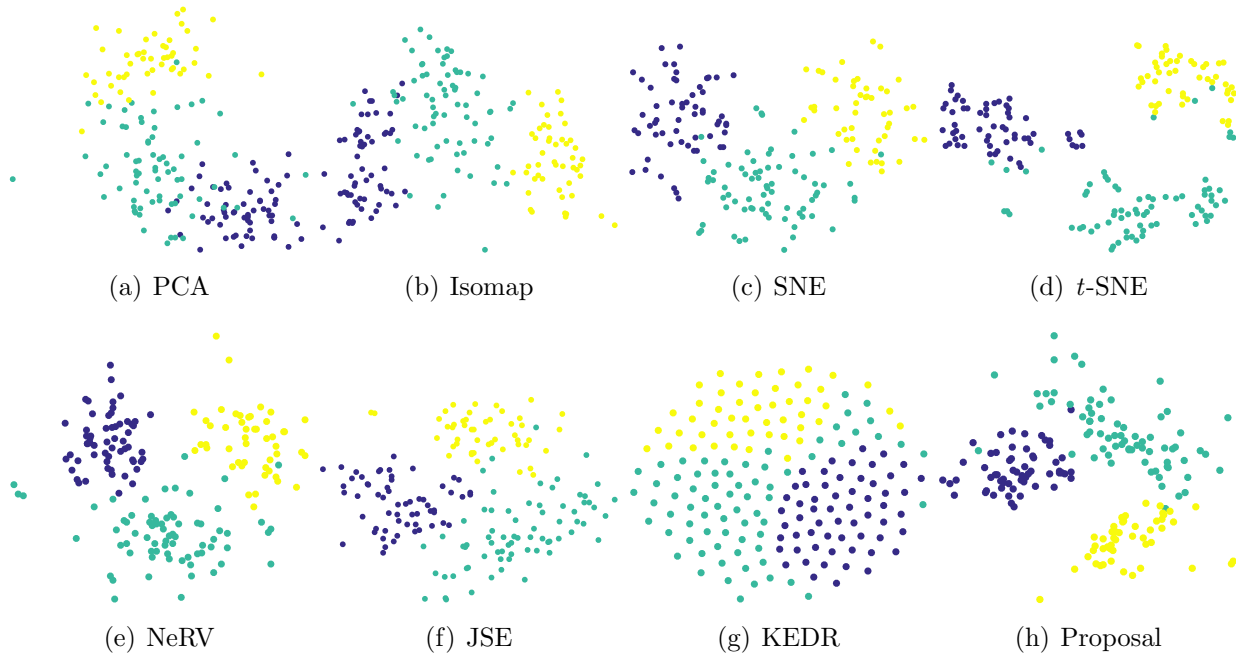 (a) PCA
(b) Isomap
(c) SNE
(d) t-SNE
(e) NeRV
(f) JSE
(g) KEDR
(h) Proposal